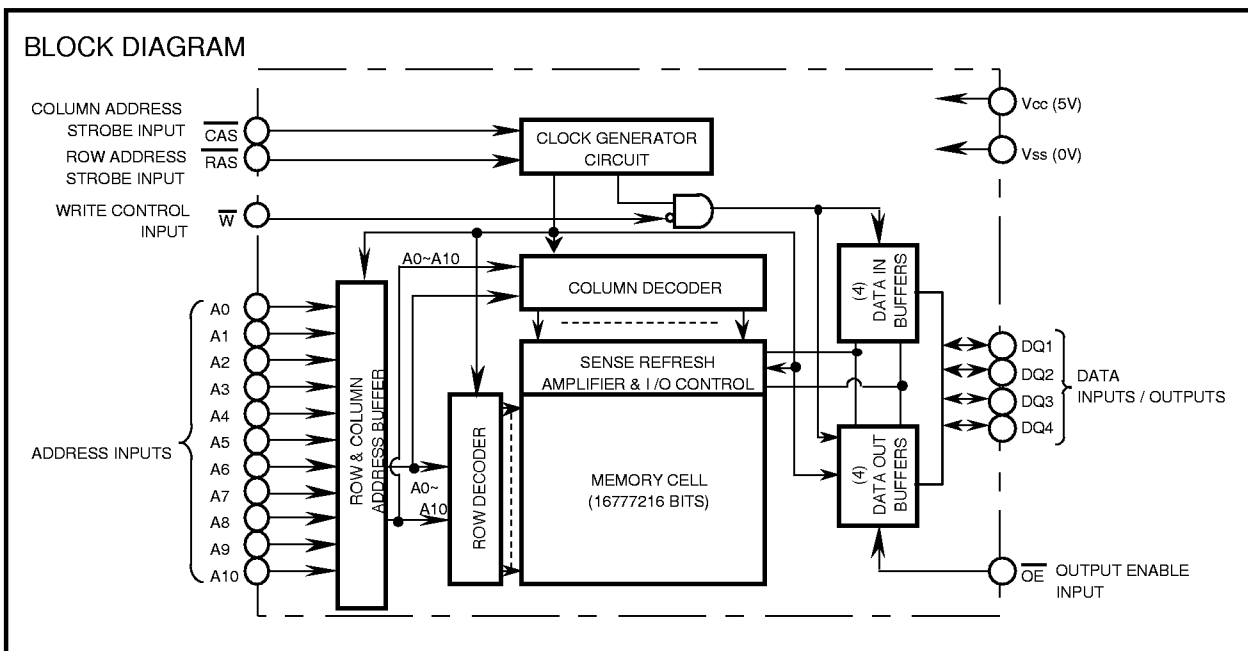 BLOCK DIAGRAM
COLUMN ADDRESS
STROBE INPUT
CAS
ROW ADDRESS
STROBE INPUT
RAS
WRITE CONTROL
INPUT
W
CLOCK GENERATOR
CIRCUIT
Vcc (5V)
Vss (0V)
A0~A10
COLUMN DECODER
SENSE REFRESH
AMPLIFIER & I /O CONTROL
MEMORY CELL
(16777216 BITS)
ADDRESS INPUTS
A0
A1
A2
A3
A4
A5
A6
A7
A8
A9
A10
ROW & COLUMN
ADDRESS BUFFER
A0~
A10
ROW DECODER
(4)
DATA IN
BUFFERS
(4)
DATA OUT
BUFFERS
DQ1
DQ2
DQ3
DQ4
DATA
INPUTS / OUTPUTS
OE
OUTPUT ENABLE
INPUT